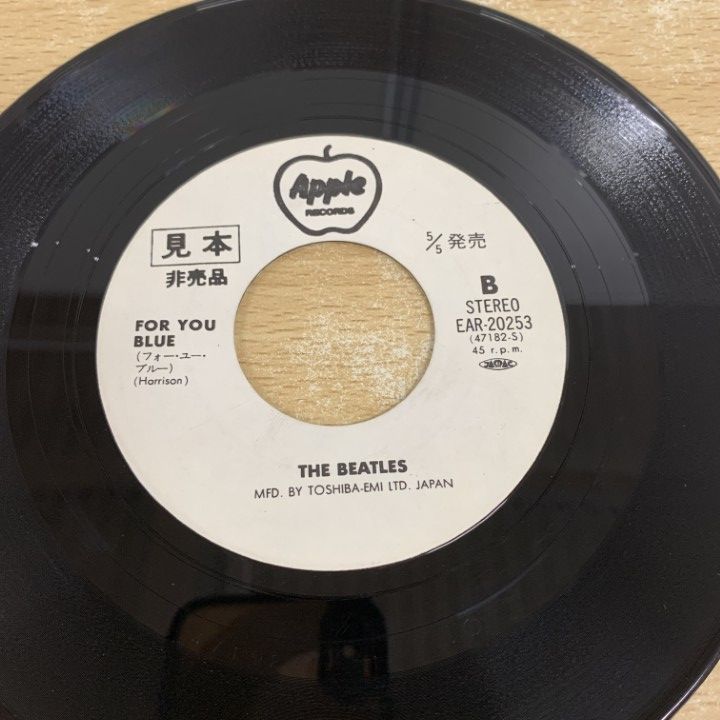 Apple
RECORDS
見本
非売品
5/5 発売
FOR YOU
BLUE
(フォー・ユー・
ブルー)
(Harrison)
B
STEREO
EAR-20253
(47182-S)
45 r.p.m.
THE BEATLES
MFD. BY TOSHIBA-EMI LTD. JAPAN